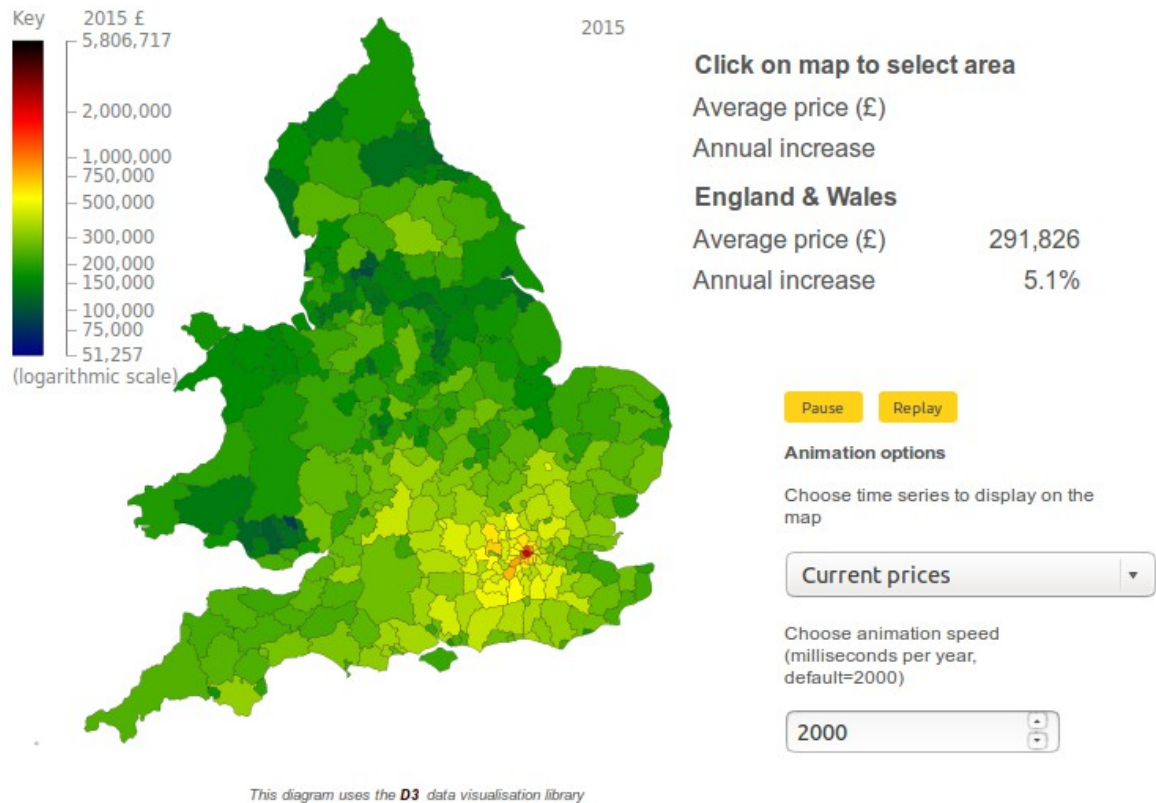 Key 2015 £
5,806,717
2,000,000
1,000,000
750,000
500,000
300,000
200,000
150,000
100,000
75,000
51,257
(logarithmic scale)
2015
Click on map to select area
Average price (£)
Annual increase
England & Wales
Average price (£) 291,826
Annual increase 5.1%
Pause Replay
Animation options
Choose time series to display on the
map
Current prices
Choose animation speed
(milliseconds per year,
default=2000)
2000
This diagram uses the D3 data visualisation library